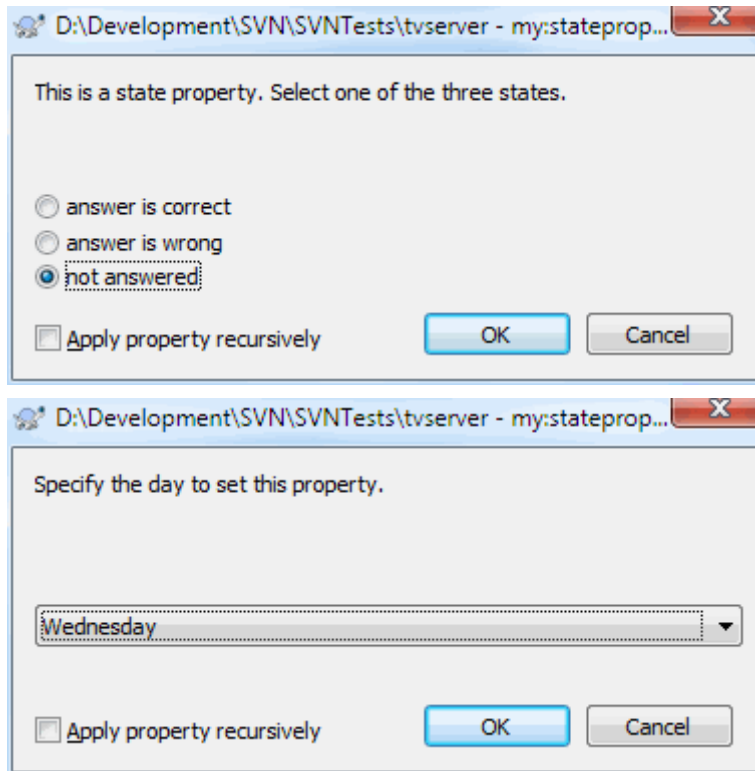 D:\Development\SVN\SVNTests\tvserver - my:stateprop...
This is a state property. Select one of the three states.
answer is correct
answer is wrong
not answered
Apply property recursively
OK
Cancel
D:\Development\SVN\SVNTests\tvserver - my:stateprop...
Specify the day to set this property.
Wednesday
Apply property recursively
OK
Cancel